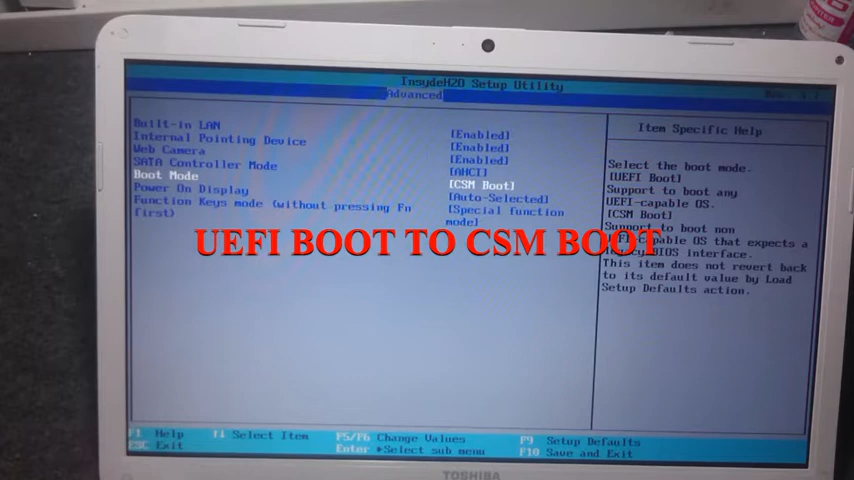 InsydeH2O Setup Utility
Advanced
Built-in LAN [Enabled]
Internal Pointing Device [Enabled]
Web Camera [Enabled]
SATA Controller Mode [AHCI]
Boot Mode [CSM Boot]
Power On Display [Auto-Selected]
Function Keys mode (without pressing Fn [Special function
first) mode]
Item Specific Help
Select the boot mode.
[UEFI Boot]
Support to boot any
UEFI-capable OS.
[CSM Boot]
Support to boot non
UEFI-capable OS that expects a
legacy BIOS interface.
This item does not revert back
to its default value by Load
Setup Defaults action.
UEFI BOOT TO CSM BOOT
F1 Help ↑↓ Select Item F5/F6 Change Values F9 Setup Defaults
ESC Exit Enter ▶Select sub menu F10 Save and Exit
TOSHIBA